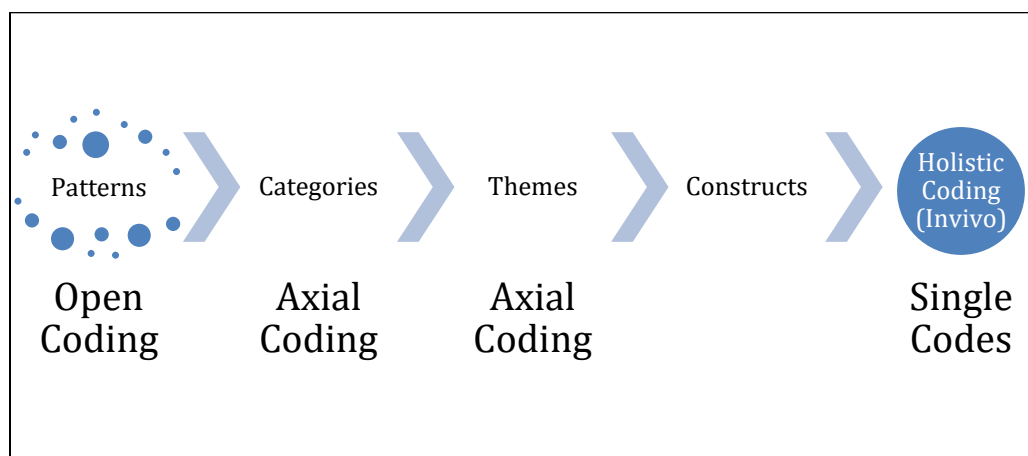 Patterns
Categories
Themes
Constructs
Holistic
Coding
(Invivo)
Open
Coding
Axial
Coding
Axial
Coding
Single
Codes